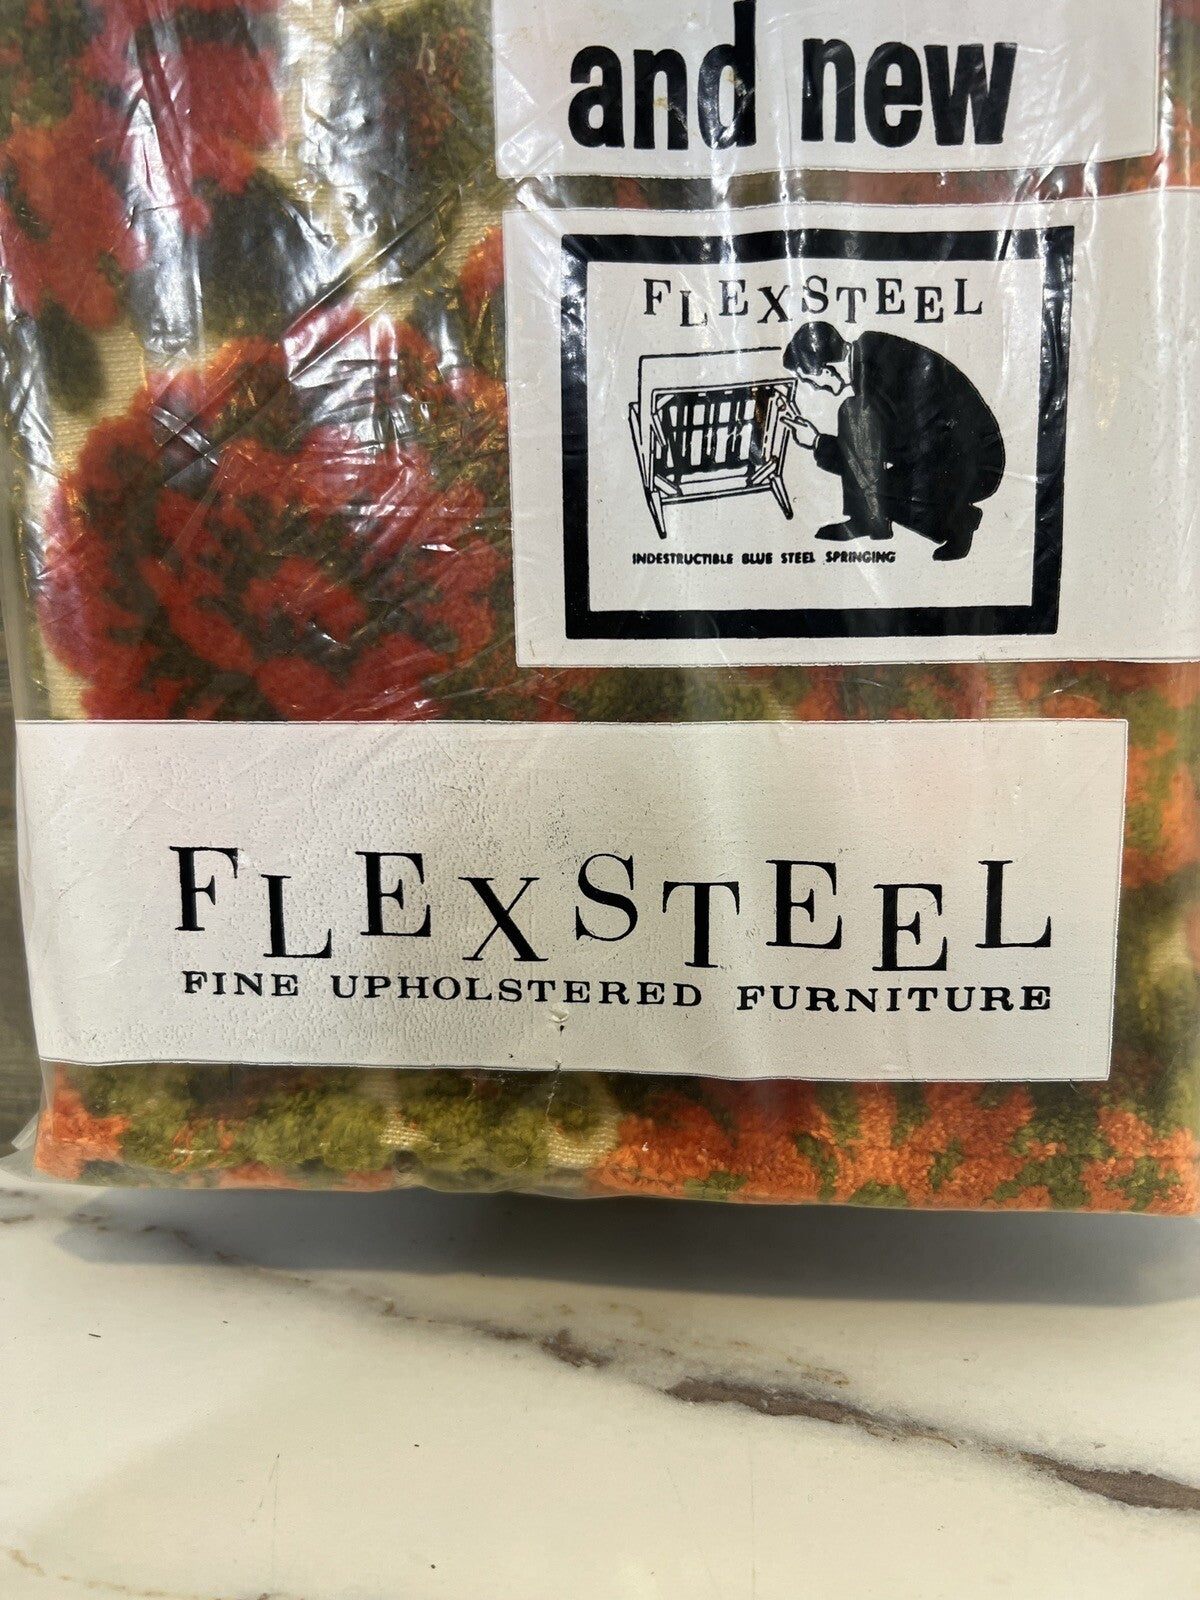 and new
FLEXSTEEL
INDESTRUCTIBLE BLUE STEEL SPRINGING
FLEXSTEEL
FINE UPHOLSTERED FURNITURE